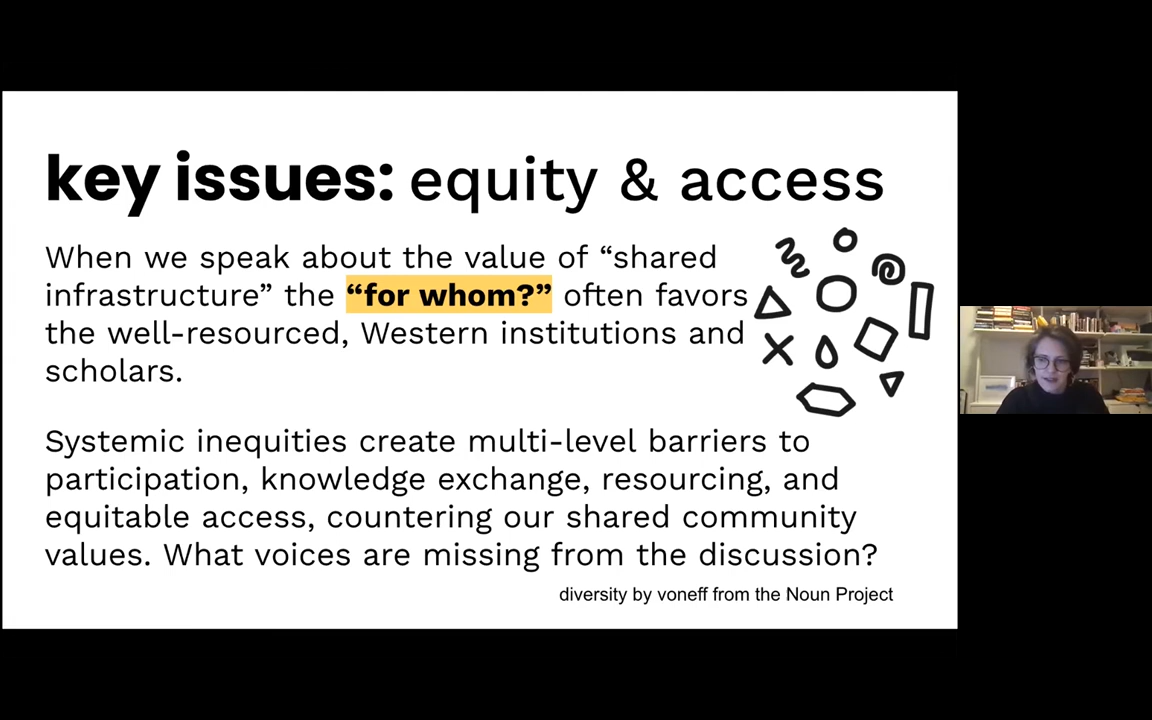 key issues: equity & access
When we speak about the value of “shared
infrastructure” the “for whom?” often favors
the well-resourced, Western institutions and
scholars.
Systemic inequities create multi-level barriers to
participation, knowledge exchange, resourcing, and
equitable access, countering our shared community
values. What voices are missing from the discussion?
diversity by voneff from the Noun Project